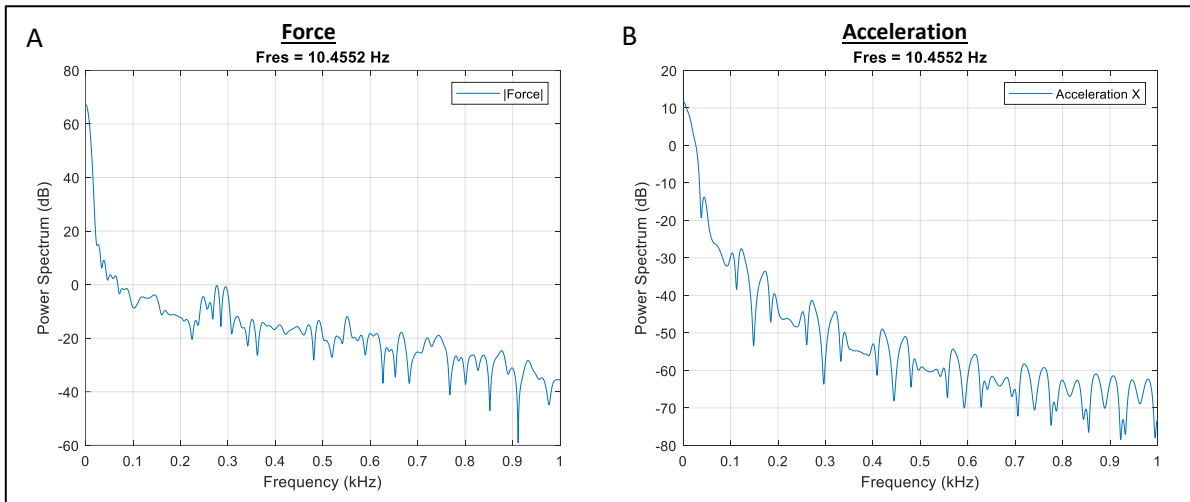 A
Force
Fres = 10.4552 Hz
|Force|
Power Spectrum (dB)
80
60
40
20
0
-20
-40
-60
0 0.1 0.2 0.3 0.4 0.5 0.6 0.7 0.8 0.9 1
Frequency (kHz)
B
Acceleration
Fres = 10.4552 Hz
Acceleration X
Power Spectrum (dB)
20
10
0
-10
-20
-30
-40
-50
-60
-70
-80
0 0.1 0.2 0.3 0.4 0.5 0.6 0.7 0.8 0.9 1
Frequency (kHz)